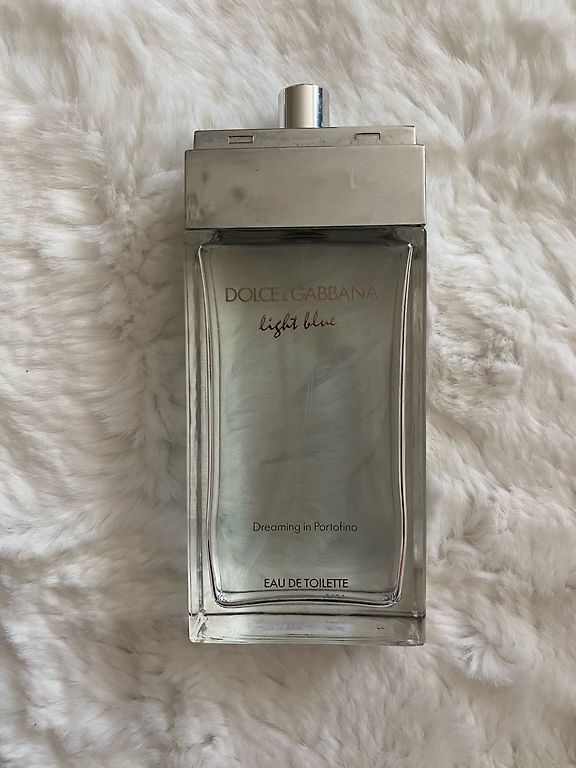 DOLCE & GABBANA
light blue
Dreaming in Portofino
EAU DE TOILETTE